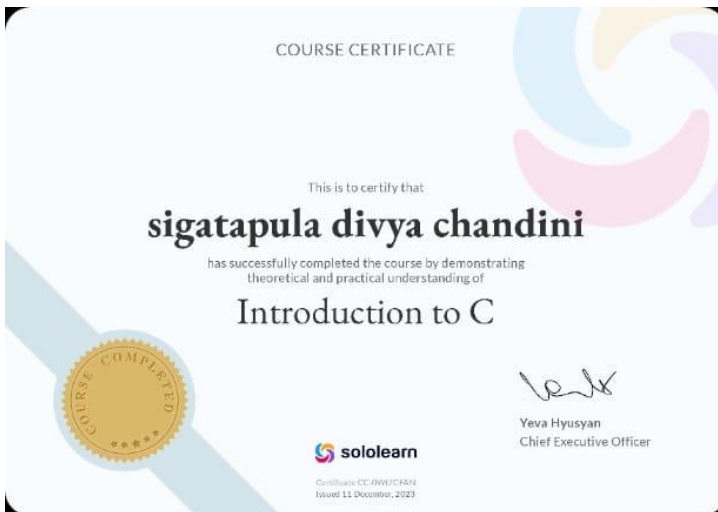 COURSE CERTIFICATE
This is to certify that
sigatapula divya chandini
has successfully completed the course by demonstrating
theoretical and practical understanding of
Introduction to C
COURSE COMPLETED
Yeva Hyusyan
Chief Executive Officer
sololearn
Certificate
Issued 11 December, 2023